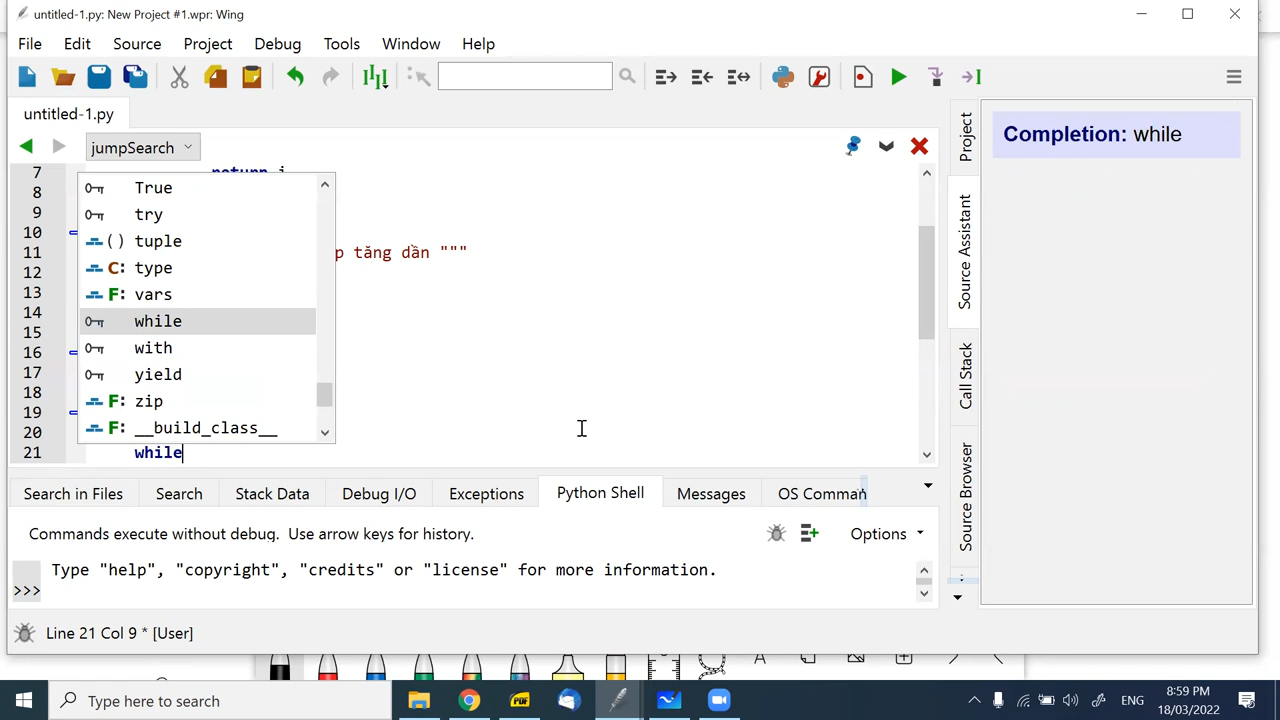 untitled-1.py: New Project #1.wpr: Wing
File Edit Source Project Debug Tools Window Help
untitled-1.py
jumpSearch
7 return i
8
9
10
11 p tăng dần """
12
13
14
15
16
17
18
19
20
21 while
True
try
( ) tuple
C: type
F: vars
while
with
yield
F: zip
F: __build_class__
Project
Source Assistant
Call Stack
Source Browser
Completion: while
Search in Files Search Stack Data Debug I/O Exceptions Python Shell Messages OS Comman
Commands execute without debug. Use arrow keys for history.
Options
Type "help", "copyright", "credits" or "license" for more information.
>>>
Line 21 Col 9 * [User]
Type here to search
PDF
ENG
8:59 PM
18/03/2022